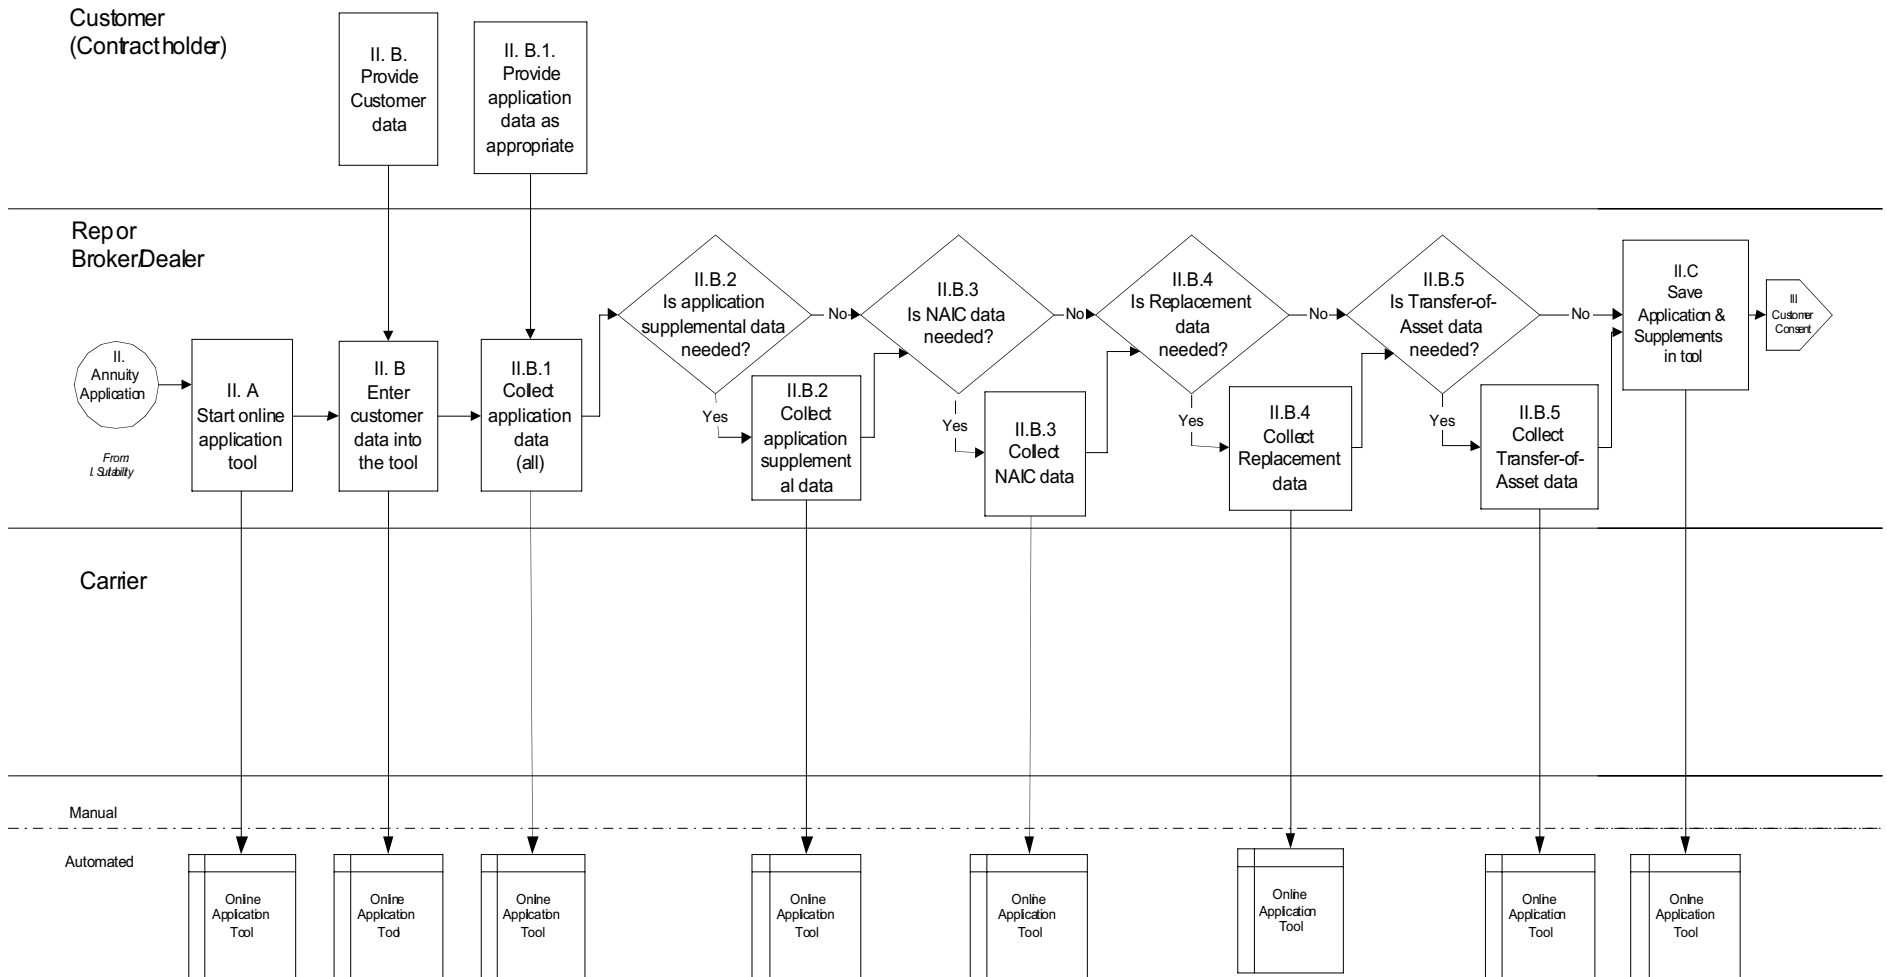 Customer
(Contractholder)
II. B.
Provide
Customer
data
II. B.1.
Provide
application
data as
appropriate
Rep or
Broker/Dealer
II.
Annuity
Application
From
I. Suitability
II. A
Start online
application
tool
II. B
Enter
customer
data into
the tool
II.B.1
Collect
application
data
(all)
II.B.2
Is application
supplemental data
needed?
No
Yes
II.B.2
Collect
application
supplement
al data
II.B.3
Is NAIC data
needed?
No
Yes
II.B.3
Collect
NAIC data
II.B.4
Is Replacement
data
needed?
No
Yes
II.B.4
Collect
Replacement
data
II.B.5
Is Transfer-of-
Asset data
needed?
No
Yes
II.B.5
Collect
Transfer-of-
Asset data
II.C
Save
Application &
Supplements
in tool
III
Customer
Consent
Carrier
Manual
Automated
Online
Application
Tool
Online
Application
Tool
Online
Application
Tool
Online
Application
Tool
Online
Application
Tool
Online
Application
Tool
Online
Application
Tool
Online
Application
Tool